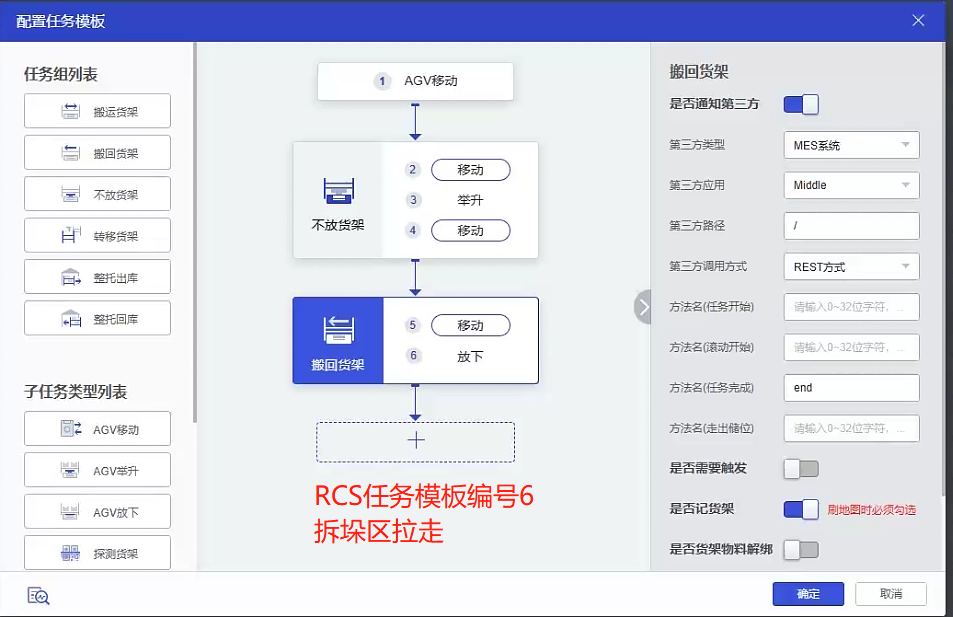 配置任务模板
任务组列表
搬运货架
搬回货架
不放货架
转移货架
整托出库
整托回库
子任务类型列表
AGV移动
AGV举升
AGV放下
探测货架
1 AGV移动
不放货架
2 移动
3 举升
4 移动
搬回货架
5 移动
6 放下
RCS任务模板编号6
拆垛区拉走
搬回货架
是否通知第三方
第三方类型 MES系统
第三方应用 Middle
第三方路径 /
第三方调用方式 REST方式
方法名(任务开始) 请输入0~32位字符，...
方法名(滚动开始) 请输入0~32位字符，...
方法名(任务完成) end
方法名(走出储位) 请输入0~32位字符，...
是否需要触发
是否记货架 刷地图时必须勾选
是否货架物料解绑
确定
取消